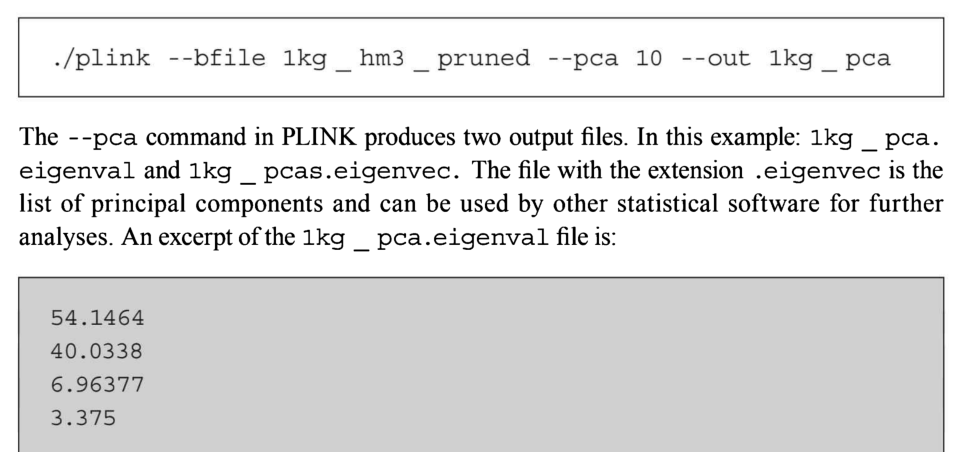 ./plink --bfile 1kg _ hm3 _ pruned --pca 10 --out 1kg _ pca
The --pca command in PLINK produces two output files. In this example: 1kg _ pca.
eigenval and 1kg _ pcas.eigenvec. The file with the extension .eigenvec is the
list of principal components and can be used by other statistical software for further
analyses. An excerpt of the 1kg _ pca.eigenval file is:
54.1464
40.0338
6.96377
3.375